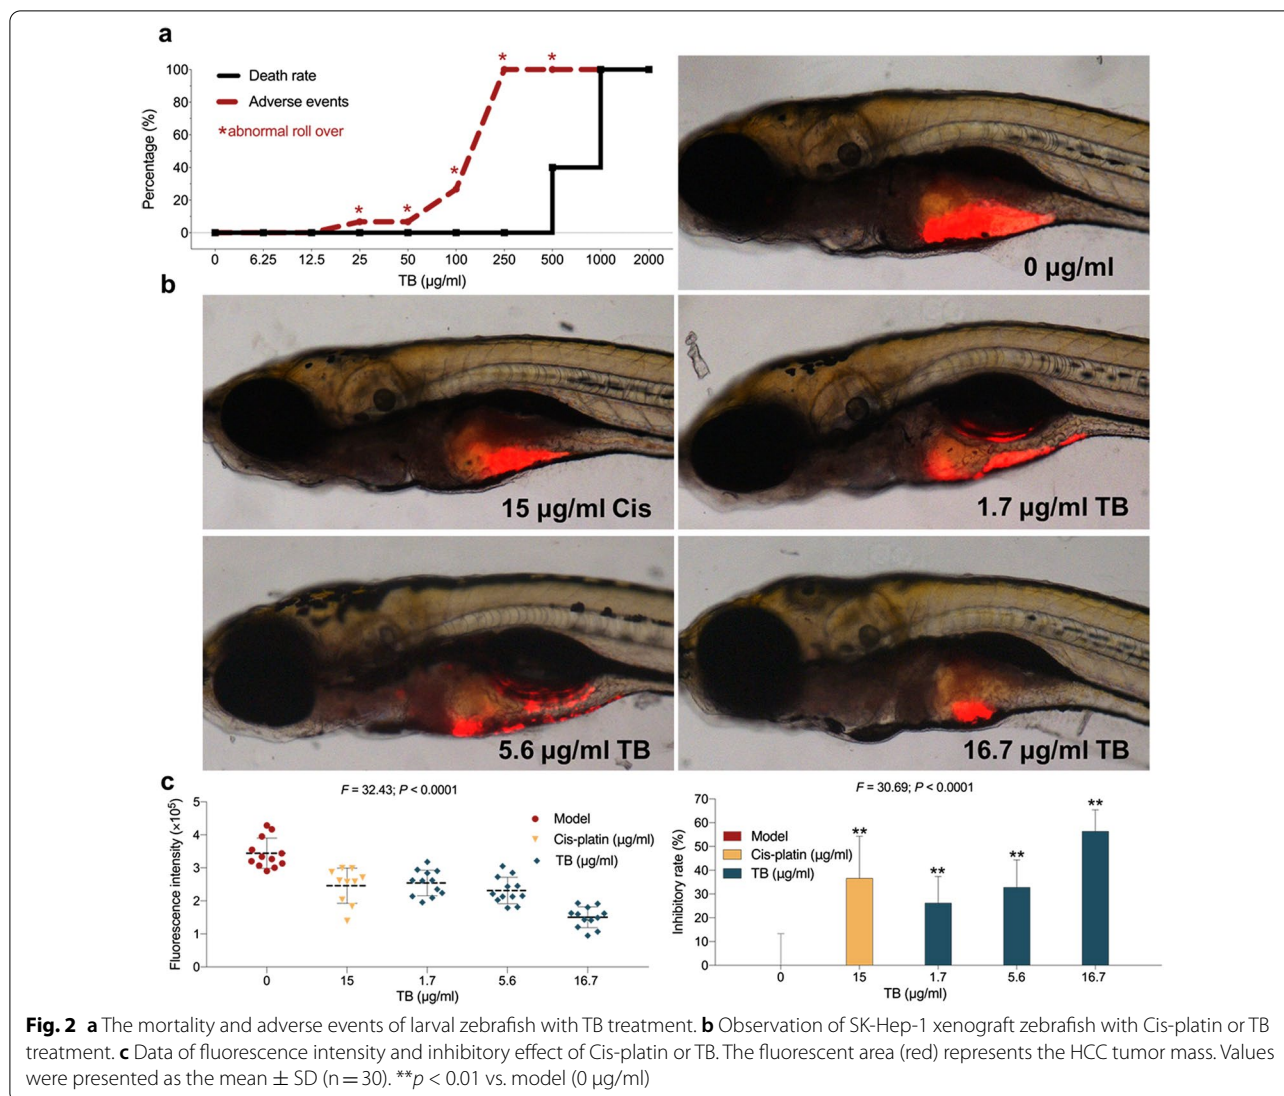 a
100
80
60
40
20
0
Percentage (%)
Death rate
Adverse events
*abnormal roll over
* * * * *
0 6.25 12.5 25 50 100 250 500 1000 2000
TB (µg/ml)
0 µg/ml
b
15 µg/ml Cis
1.7 µg/ml TB
5.6 µg/ml TB
16.7 µg/ml TB
c
F = 32.43; P < 0.0001
Fluorescence intensity (×10⁵)
5
4
3
2
1
0
Model
Cis-platin (µg/ml)
TB (µg/ml)
0 15 1.7 5.6 16.7
TB (µg/ml)
F = 30.69; P < 0.0001
Inhibitory rate (%)
70
60
50
40
30
20
10
0
Model
Cis-platin (µg/ml)
TB (µg/ml)
** ** ** **
0 15 1.7 5.6 16.7
TB (µg/ml)
Fig. 2 a The mortality and adverse events of larval zebrafish with TB treatment. b Observation of SK-Hep-1 xenograft zebrafish with Cis-platin or TB
treatment. c Data of fluorescence intensity and inhibitory effect of Cis-platin or TB. The fluorescent area (red) represents the HCC tumor mass. Values
were presented as the mean ± SD (n = 30). **p < 0.01 vs. model (0 µg/ml)